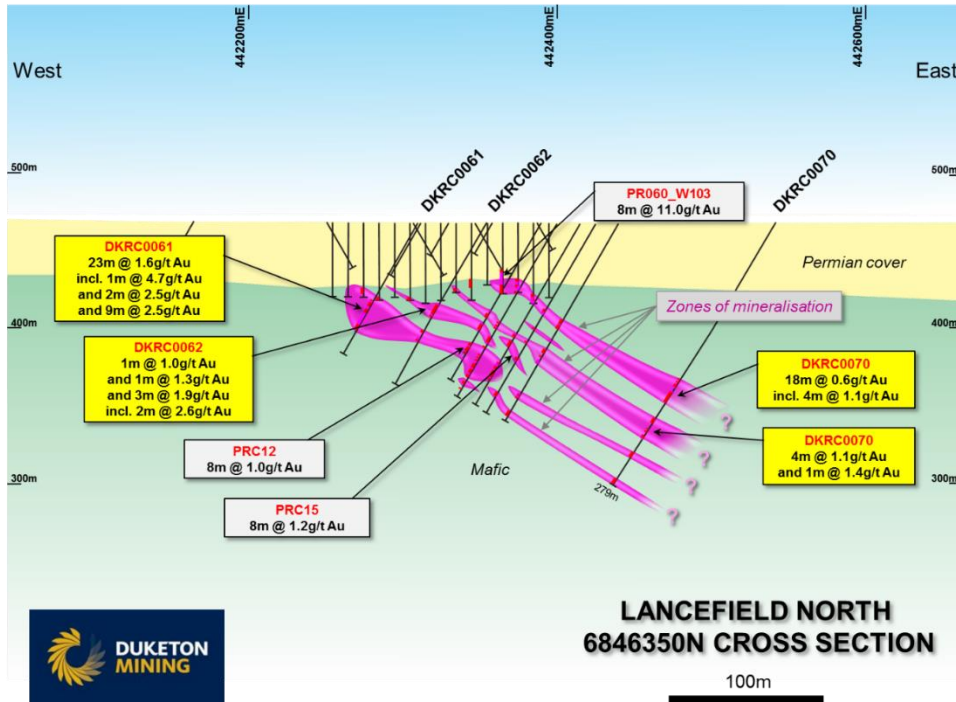 442200mE
442400mE
442600mE
West
East
500m
500m
DKRC0061
DKRC0062
DKRC0070
PR060_W103
8m @ 11.0g/t Au
DKRC0061
23m @ 1.6g/t Au
incl. 1m @ 4.7g/t Au
and 2m @ 2.5g/t Au
and 9m @ 2.5g/t Au
Permian cover
Zones of mineralisation
400m
400m
DKRC0062
1m @ 1.0g/t Au
and 1m @ 1.3g/t Au
and 3m @ 1.9g/t Au
incl. 2m @ 2.6g/t Au
DKRC0070
18m @ 0.6g/t Au
incl. 4m @ 1.1g/t Au
?
DKRC0070
4m @ 1.1g/t Au
and 1m @ 1.4g/t Au
?
PRC12
8m @ 1.0g/t Au
Mafic
300m
300m
279m
?
?
PRC15
8m @ 1.2g/t Au
LANCEFIELD NORTH
6846350N CROSS SECTION
DUKETON
MINING
100m